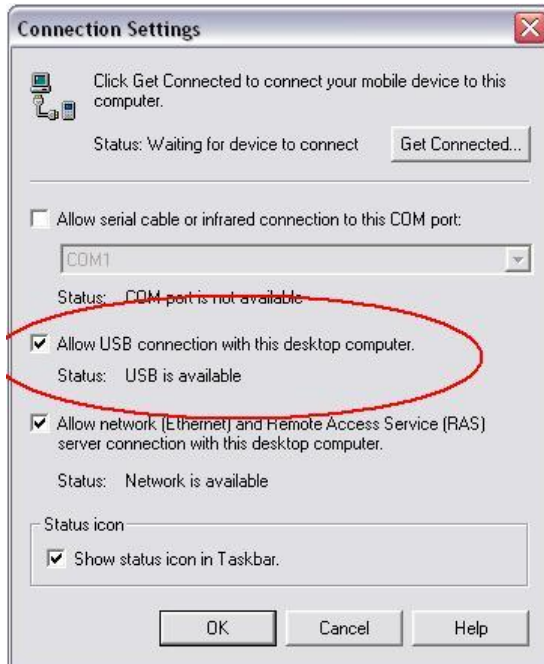 Connection Settings
Click Get Connected to connect your mobile device to this
computer.
Status: Waiting for device to connect
Get Connected...
Allow serial cable or infrared connection to this COM port:
COM1
Status: COM port is not available
Allow USB connection with this desktop computer.
Status: USB is available
Allow network (Ethernet) and Remote Access Service (RAS)
server connection with this desktop computer.
Status: Network is available
Status icon
Show status icon in Taskbar.
OK
Cancel
Help